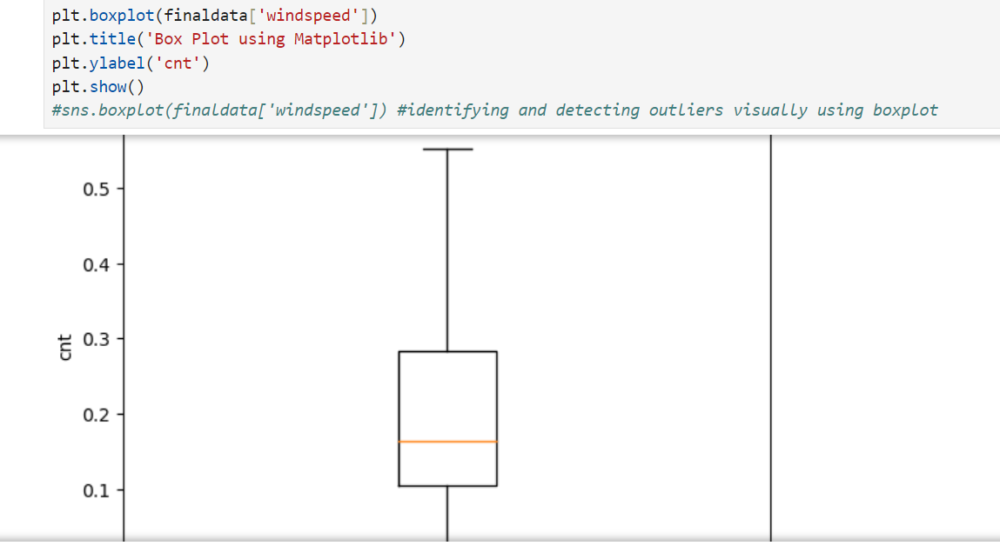 plt.boxplot(finaldata['windspeed'])
plt.title('Box Plot using Matplotlib')
plt.ylabel('cnt')
plt.show()
#sns.boxplot(finaldata['windspeed']) #identifying and detecting outliers visually using boxplot
0.5
0.4
cnt 0.3
0.2
0.1